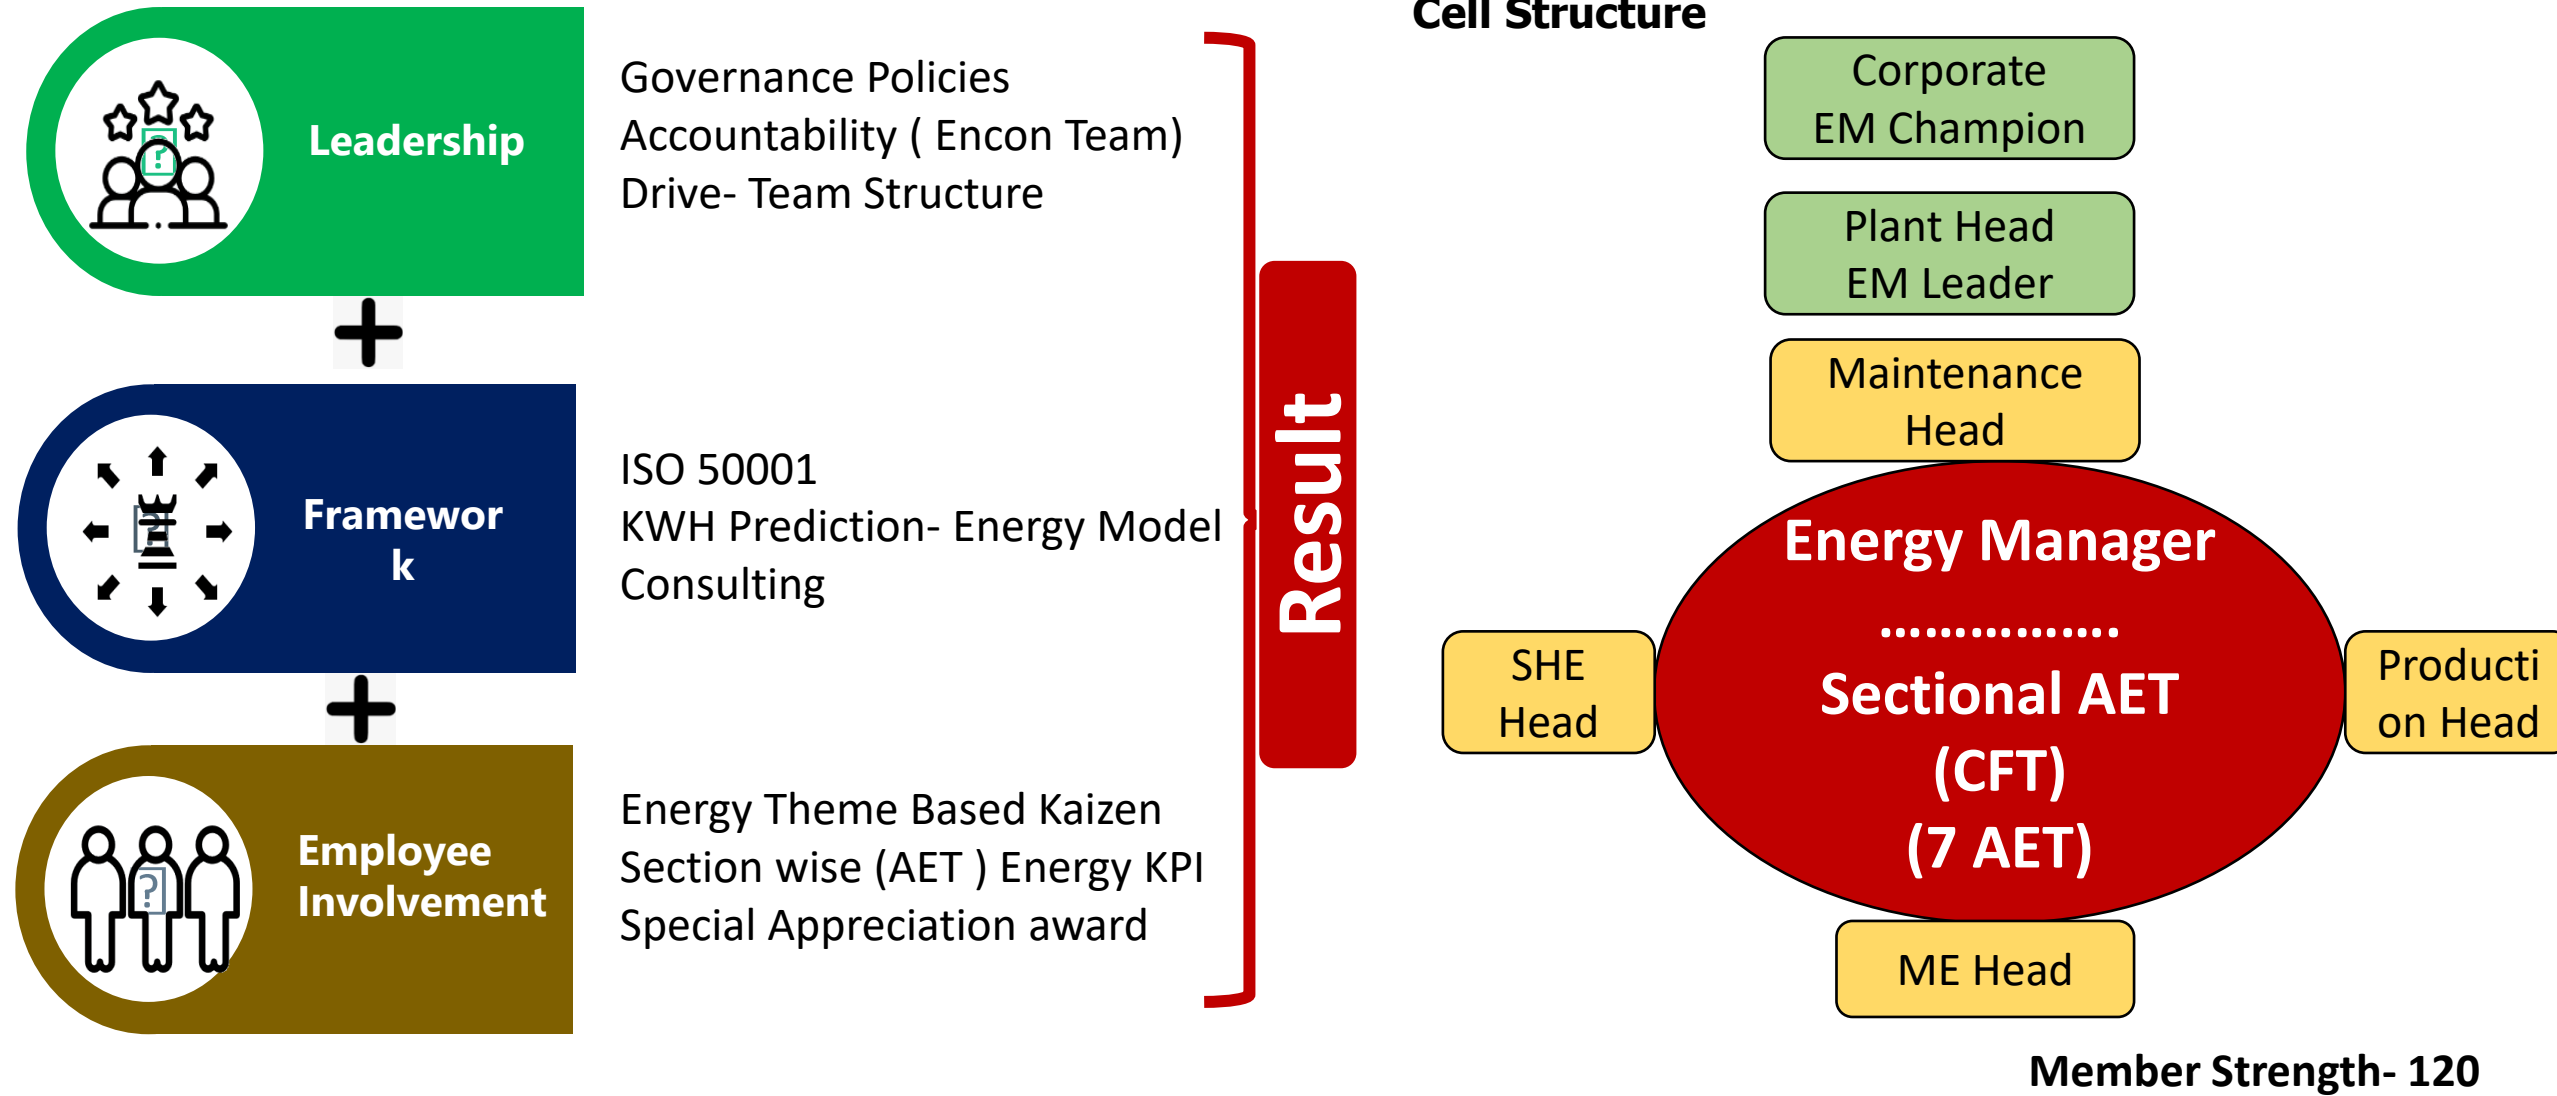 Leadership
Governance Policies
Accountability ( Encon Team)
Drive- Team Structure
Framewor
k
ISO 50001
KWH Prediction- Energy Model
Consulting
Employee
Involvement
Energy Theme Based Kaizen
Section wise (AET ) Energy KPI
Special Appreciation award
Result
Cell Structure
Corporate
EM Champion
Plant Head
EM Leader
Maintenance
Head
Energy Manager
................
Sectional AET
(CFT)
(7 AET)
SHE
Head
Producti
on Head
ME Head
Member Strength- 120